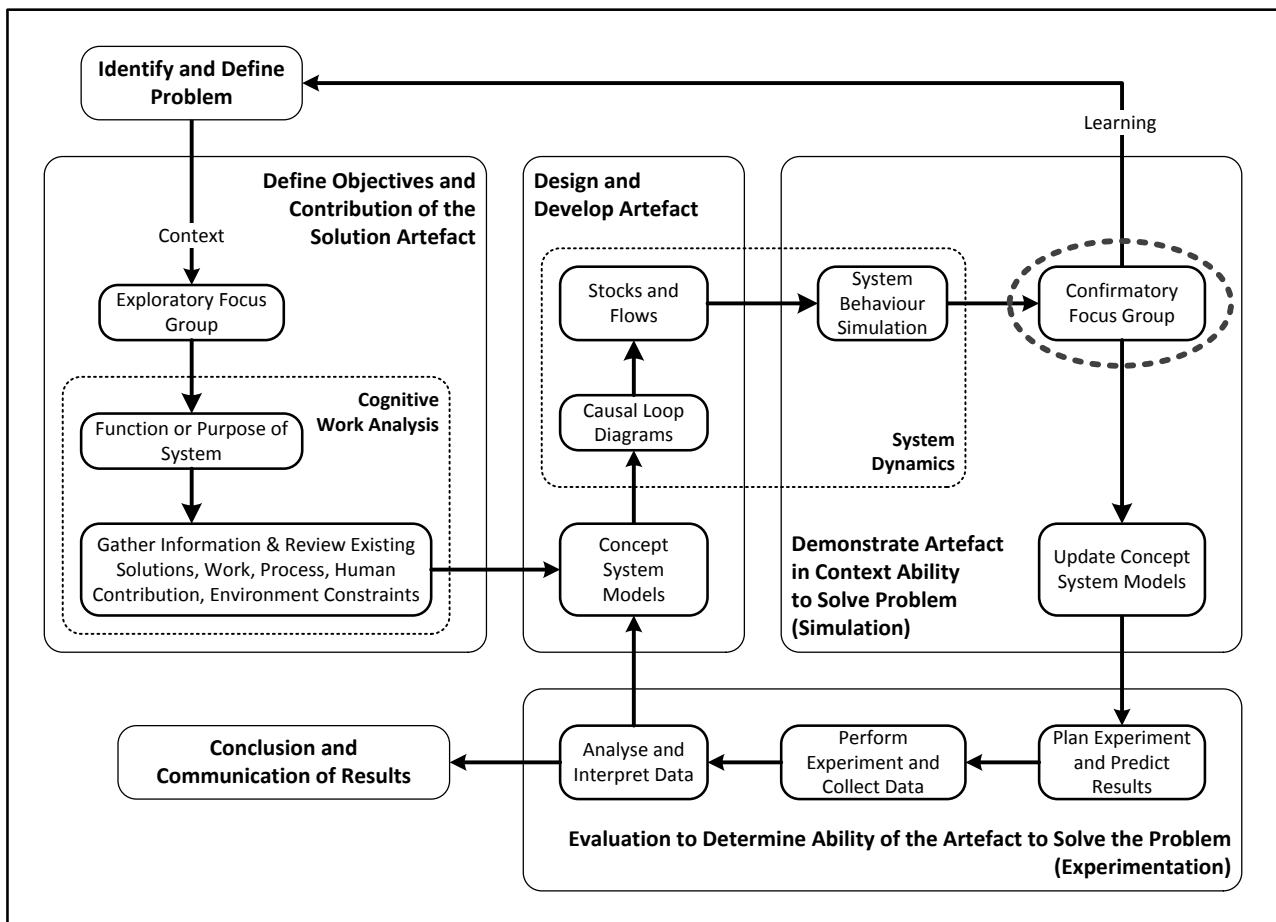 Identify and Define
Problem
Learning
Define Objectives and
Contribution of the
Solution Artefact
Context
Exploratory Focus
Group
Cognitive
Work Analysis
Function or Purpose of
System
Gather Information & Review Existing
Solutions, Work, Process, Human
Contribution, Environment Constraints
Design and
Develop Artefact
Stocks and
Flows
Causal Loop
Diagrams
System
Dynamics
Concept
System
Models
System
Behaviour
Simulation
Confirmatory
Focus Group
Demonstrate Artefact
in Context Ability
to Solve Problem
(Simulation)
Update Concept
System Models
Conclusion and
Communication of Results
Analyse and
Interpret Data
Perform
Experiment and
Collect Data
Plan Experiment
and Predict
Results
Evaluation to Determine Ability of the Artefact to Solve the Problem
(Experimentation)